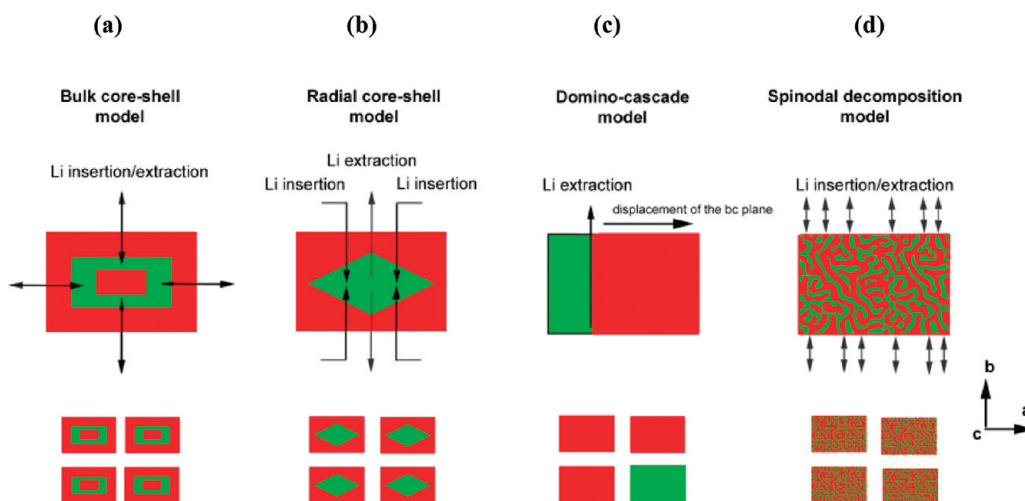 (a)
(b)
(c)
(d)
Bulk core-shell
model
Radial core-shell
model
Domino-cascade
model
Spinodal decomposition
model
Li insertion/extraction
Li extraction
Li insertion
Li insertion
Li extraction
displacement of the bc plane
Li insertion/extraction
b
a
c